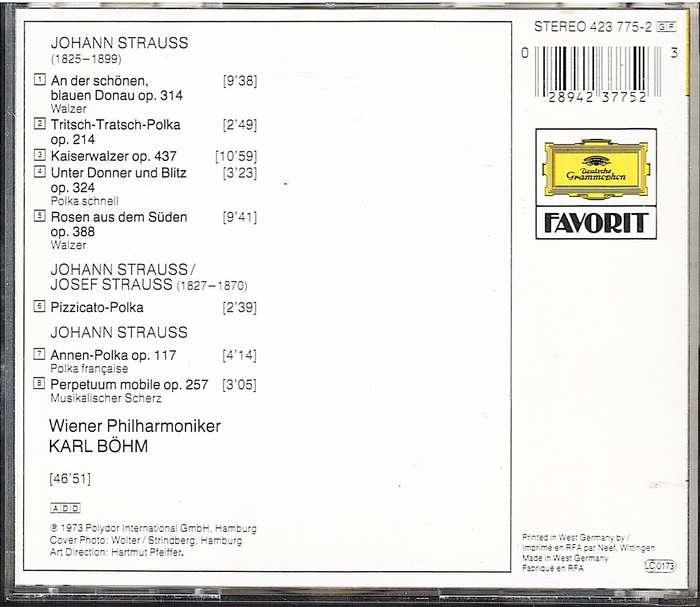 JOHANN STRAUSS
(1825–1899)
1 An der schönen, [9'38]
blauen Donau op. 314
Walzer
2 Tritsch-Tratsch-Polka [2'49]
op. 214
3 Kaiserwalzer op. 437 [10'59]
4 Unter Donner und Blitz [3'23]
op. 324
Polka schnell
5 Rosen aus dem Süden [9'41]
op. 388
Walzer
JOHANN STRAUSS /
JOSEF STRAUSS (1827–1870)
6 Pizzicato-Polka [2'39]
JOHANN STRAUSS
7 Annen-Polka op. 117 [4'14]
Polka française
8 Perpetuum mobile op. 257 [3'05]
Musikalischer Scherz
Wiener Philharmoniker
KARL BÖHM
[46'51]
ADD
℗ 1973 Polydor International GmbH, Hamburg
Cover Photo: Wolter / Strindberg, Hamburg
Art Direction: Hartmut Pfeiffer.
STEREO 423 775-2 GF
0 28942 37752 3
Deutsche
Grammophon
FAVORIT
Printed in West Germany by /
Imprimé en RFA par Neef, Wittingen
Made in West Germany
Fabriqué en RFA
LC 0173